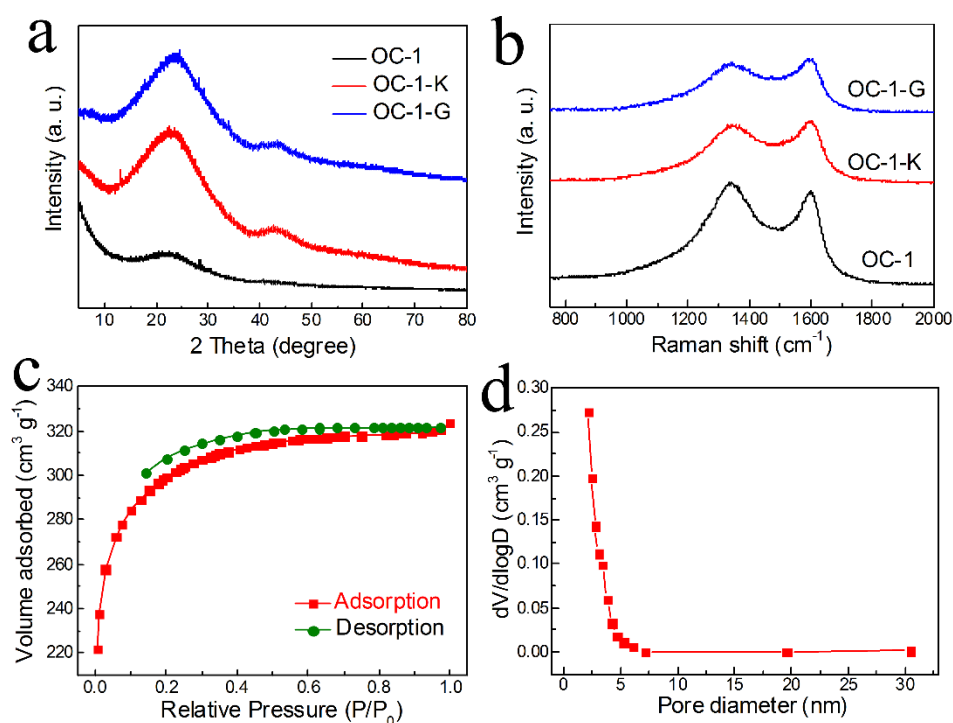 a
OC-1
OC-1-K
OC-1-G
Intensity (a. u.)
10 20 30 40 50 60 70 80
2 Theta (degree)
b
OC-1-G
OC-1-K
OC-1
Intensity (a. u.)
800 1000 1200 1400 1600 1800 2000
Raman shift (cm⁻¹)
c
340
320
300
280
260
240
220
Volume adsorbed (cm³ g⁻¹)
Adsorption
Desorption
0.0 0.2 0.4 0.6 0.8 1.0
Relative Pressure (P/P₀)
d
0.30
0.25
0.20
0.15
0.10
0.05
0.00
dV/dlogD (cm³ g⁻¹)
0 5 10 15 20 25 30
Pore diameter (nm)